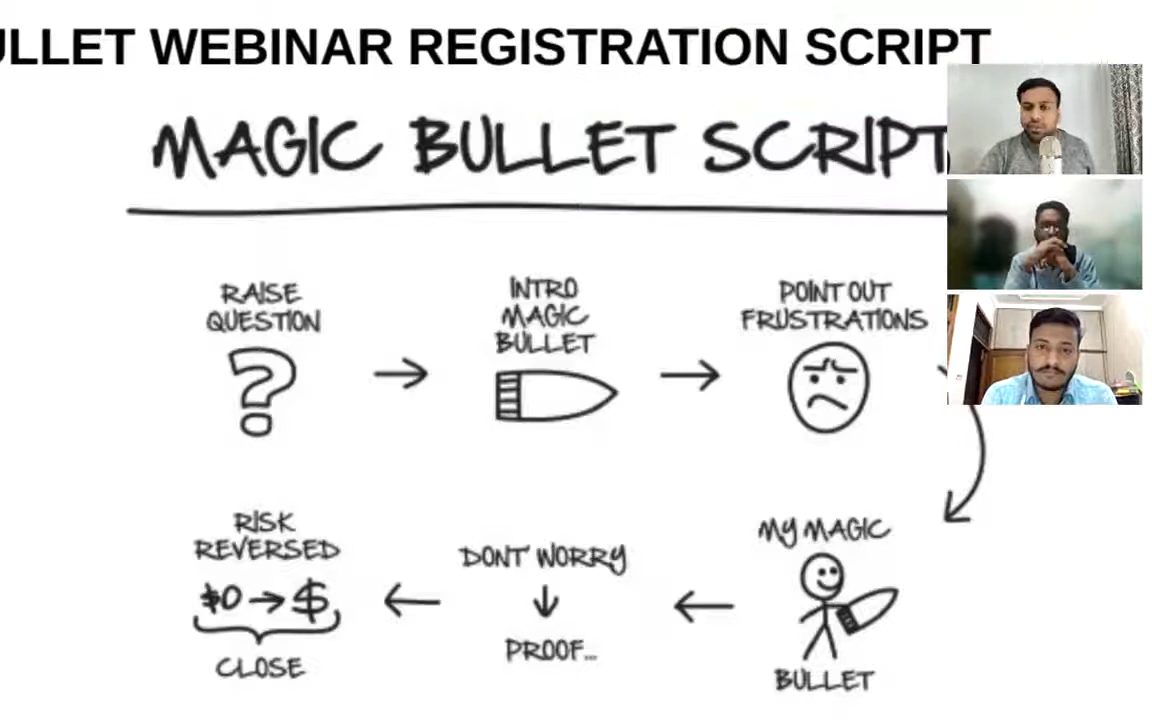 ULLET WEBINAR REGISTRATION SCRIPT
MAGIC BULLET SCRIPT
RAISE
QUESTION
?
INTRO
MAGIC
BULLET
POINT OUT
FRUSTRATIONS
MY MAGIC
BULLET
DONT' WORRY
PROOF...
RISK
REVERSED
$0 → $
CLOSE